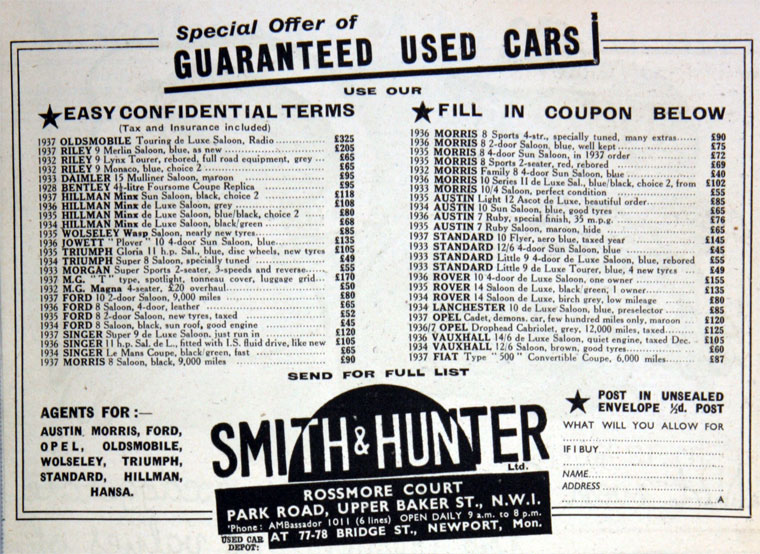 Special Offer of
GUARANTEED USED CARS!
USE OUR
★ EASY CONFIDENTIAL TERMS
(Tax and Insurance included)
1937 OLDSMOBILE Touring de Luxe Saloon, Radio £325
1937 RILEY 9 Merlin Saloon, blue, as new £205
1932 RILEY 9 Lynx Tourer, rebored, full road equipment, grey £65
1932 RILEY 9 Monaco, blue, choice 2 £65
1933 DAIMLER 15 Mulliner Saloon, maroon £95
1928 BENTLEY 4½-litre Foursome Coupe Replica £95
1937 HILLMAN Minx Sun Saloon, black, choice 2 £118
1936 HILLMAN Minx de Luxe Saloon, grey £108
1935 HILLMAN Minx de Luxe Saloon, blue/black, choice 2 £80
1934 HILLMAN Minx de Luxe Saloon, black/green £68
1935 WOLSELEY Wasp Saloon, nearly new tyres £85
1936 JOWETT "Plover" 10 4-door Sun Saloon, blue £135
1935 TRIUMPH Gloria 11 h.p. Sal., blue, disc wheels, new tyres £105
1934 TRIUMPH Super 8 Saloon, specially tuned £49
1933 MORGAN Super Sports 2-seater, 3-speeds and reverse £55
1937 M.G. "T" type, spotlight, tonneau cover, luggage grid £170
1932 M.G. Magna 4-seater, £20 overhaul £50
1937 FORD 10 2-door Saloon, 9,000 miles £80
1936 FORD 8 Saloon, 4-door, leather £65
1935 FORD 8 2-door Saloon, new tyres, taxed £52
1934 FORD 8 Saloon, black, sun roof, good engine £45
1937 SINGER Super 9 de Luxe Saloon, just run in £120
1936 SINGER 11 h.p. Sal. de L., fitted with I.S. fluid drive, like new £105
1934 SINGER Le Mans Coupe, black/green, fast £65
1937 MORRIS 8 Saloon, black, 9,000 miles £90
★ FILL IN COUPON BELOW
1936 MORRIS 8 Sports 4-str., specially tuned, many extras £90
1936 MORRIS 8 2-door Saloon, blue, well kept £75
1935 MORRIS 8 4-door Sun Saloon, in 1937 order £72
1935 MORRIS 8 Sports 2-seater, red, rebored £69
1932 MORRIS Family 8 4-door Saloon, blue £40
1936 MORRIS 10 Series 11 de Luxe Sal., blue/black, choice 2, from £102
1933 MORRIS 10/4 Saloon, perfect condition £55
1935 AUSTIN Light 12 Ascot de Luxe, beautiful order £85
1934 AUSTIN 10 Sun Saloon, blue, good tyres £65
1936 AUSTIN 7 Ruby, special finish, 35 m.p.g. £76
1935 AUSTIN 7 Ruby Saloon, maroon, hide £65
1937 STANDARD 10 Flyer, aero blue, taxed year £145
1933 STANDARD 12/6 4-door Sun Saloon, blue £45
1933 STANDARD Little 9 4-door de Luxe Saloon, blue, rebored £55
1933 STANDARD Little 9 de Luxe Tourer, blue, 4 new tyres £49
1936 ROVER 10 4-door de Luxe Saloon, one owner £155
1935 ROVER 14 Saloon de Luxe, black/green, 1 owner £135
1934 ROVER 14 Saloon de Luxe, birch grey, low mileage £80
1934 LANCHESTER 10 de Luxe Saloon, blue, preselector £85
1937 OPEL Cadet, demons. car, few hundred miles only, maroon £120
1936/7 OPEL Drophead Cabriolet, grey, 12,000 miles, taxed £125
1936 VAUXHALL 14/6 de Luxe Saloon, quiet engine, taxed Dec. £105
1934 VAUXHALL 12/6 Saloon, brown, good tyres £60
1937 FIAT Type "500" Convertible Coupe, 6,000 miles £87
SEND FOR FULL LIST
AGENTS FOR :—
AUSTIN, MORRIS, FORD,
OPEL, OLDSMOBILE,
WOLSELEY, TRIUMPH,
STANDARD, HILLMAN,
HANSA.
SMITH & HUNTER
Ltd.
ROSSMORE COURT
PARK ROAD, UPPER BAKER ST., N.W.1.
'Phone: AMBassador 1011 (6 lines) OPEN DAILY 9 a.m. to 8 p.m.
USED CAR DEPOT: AT 77-78 BRIDGE ST., NEWPORT, Mon.
★ POST IN UNSEALED
ENVELOPE ½d. POST
WHAT WILL YOU ALLOW FOR
IF I BUY
NAME
ADDRESS
A